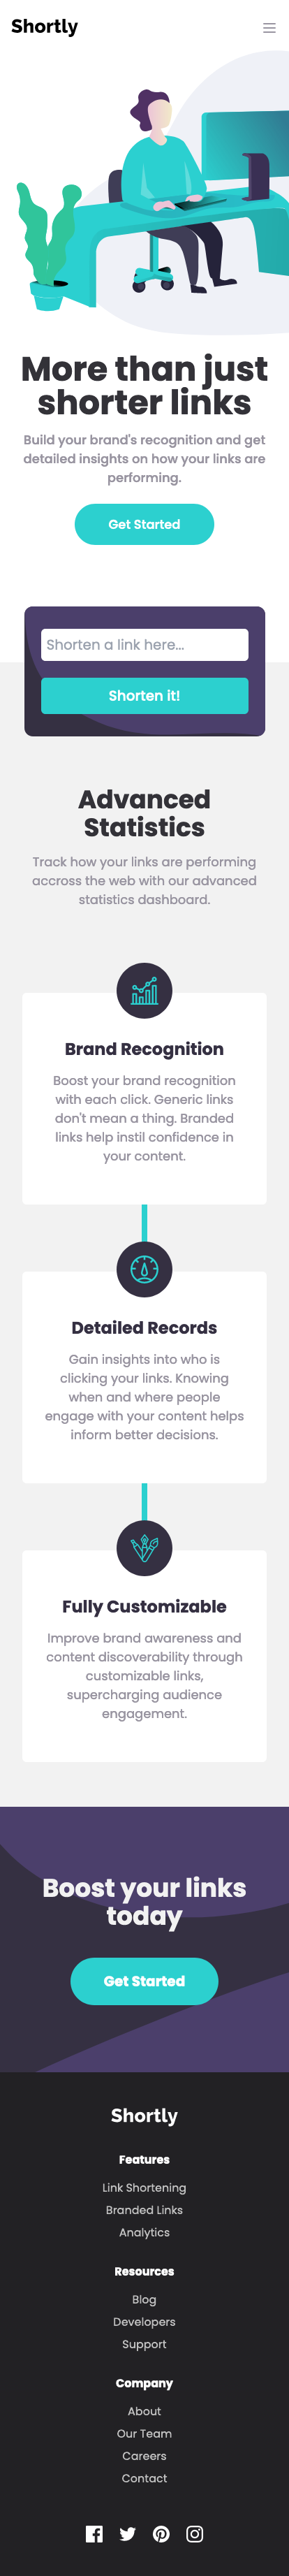 Shortly
More than just
shorter links
Build your brand's recognition and get
detailed insights on how your links are
performing.
Get Started
Shorten a link here...
Shorten it!
Advanced
Statistics
Track how your links are performing
accross the web with our advanced
statistics dashboard.
Brand Recognition
Boost your brand recognition
with each click. Generic links
don't mean a thing. Branded
links help instil confidence in
your content.
Detailed Records
Gain insights into who is
clicking your links. Knowing
when and where people
engage with your content helps
inform better decisions.
Fully Customizable
Improve brand awareness and
content discoverability through
customizable links,
supercharging audience
engagement.
Boost your links
today
Get Started
Shortly
Features
Link Shortening
Branded Links
Analytics
Resources
Blog
Developers
Support
Company
About
Our Team
Careers
Contact